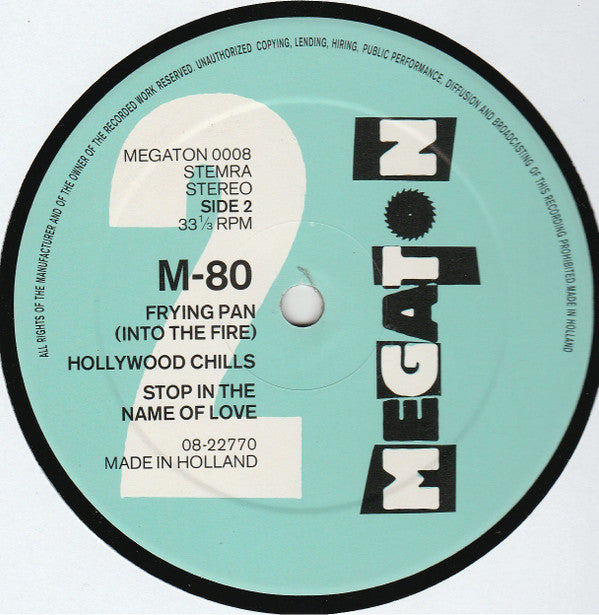 ALL RIGHTS OF THE MANUFACTURER AND OF THE OWNER OF THE RECORDED WORK RESERVED. UNAUTHORIZED COPYING, LENDING, HIRING, PUBLIC PERFORMANCE, DIFFUSION AND BROADCASTING OF THIS RECORDING PROHIBITED MADE IN HOLLAND
2
MEGATON 0008
STEMRA
STEREO
SIDE 2
33⅓ RPM
M-80
FRYING PAN
(INTO THE FIRE)
HOLLYWOOD CHILLS
STOP IN THE
NAME OF LOVE
08-22770
MADE IN HOLLAND
MEGATON